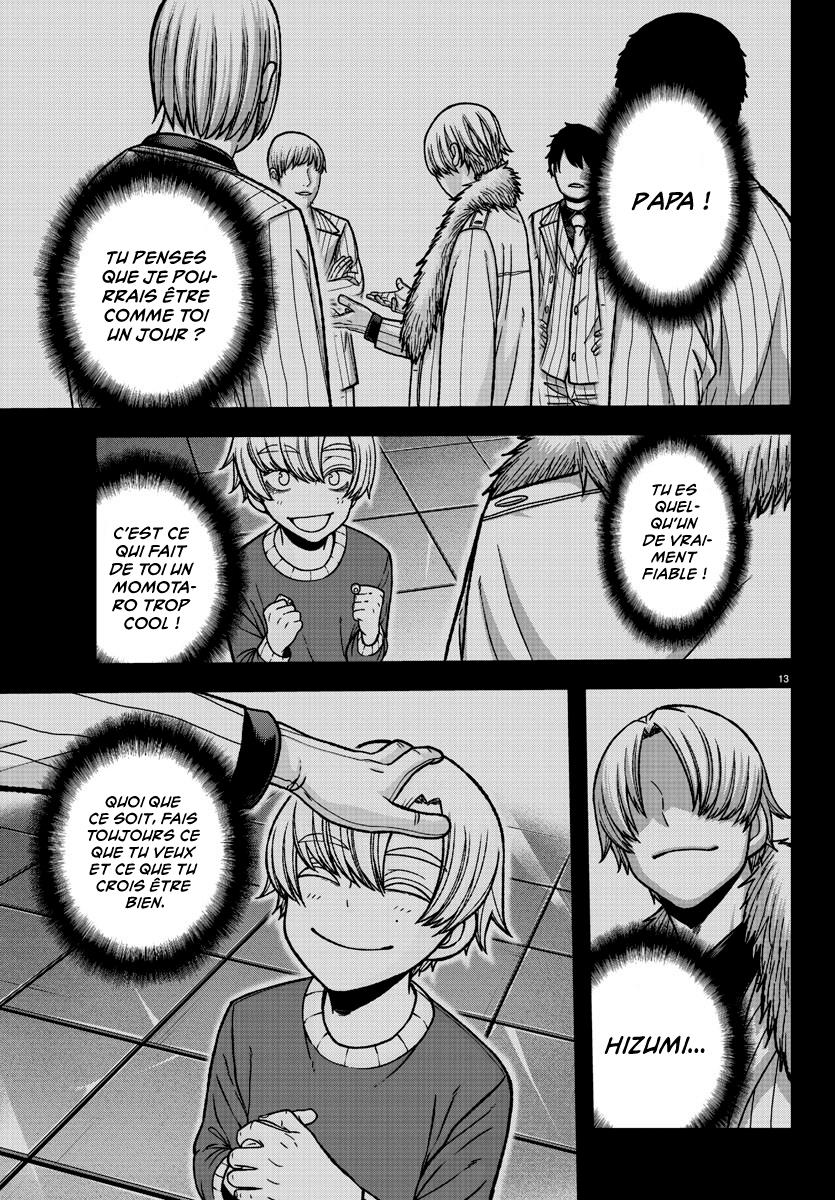 PAPA !
TU PENSES
QUE JE POU-
RRAIS ÊTRE
COMME TOI
UN JOUR ?
TU ES
QUEL-
QU'UN
DE VRAI-
MENT
FIABLE !
C'EST CE
QUI FAIT
DE TOI UN
MOMOTA-
RO TROP
COOL !
13
HIZUMI...
QUOI QUE
CE SOIT, FAIS
TOUJOURS CE
QUE TU VEUX
ET CE QUE TU
CROIS ÊTRE
BIEN.